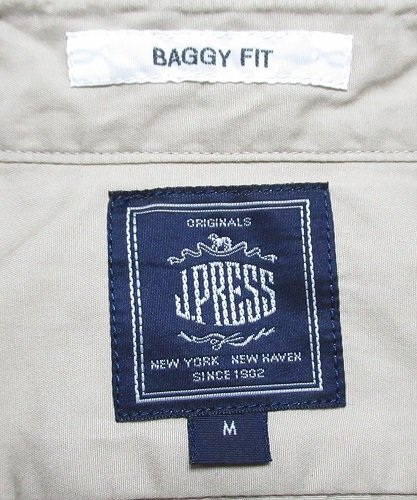 BAGGY FIT
ORIGINALS
J.PRESS
NEW YORK NEW HAVEN
SINCE 1902
M